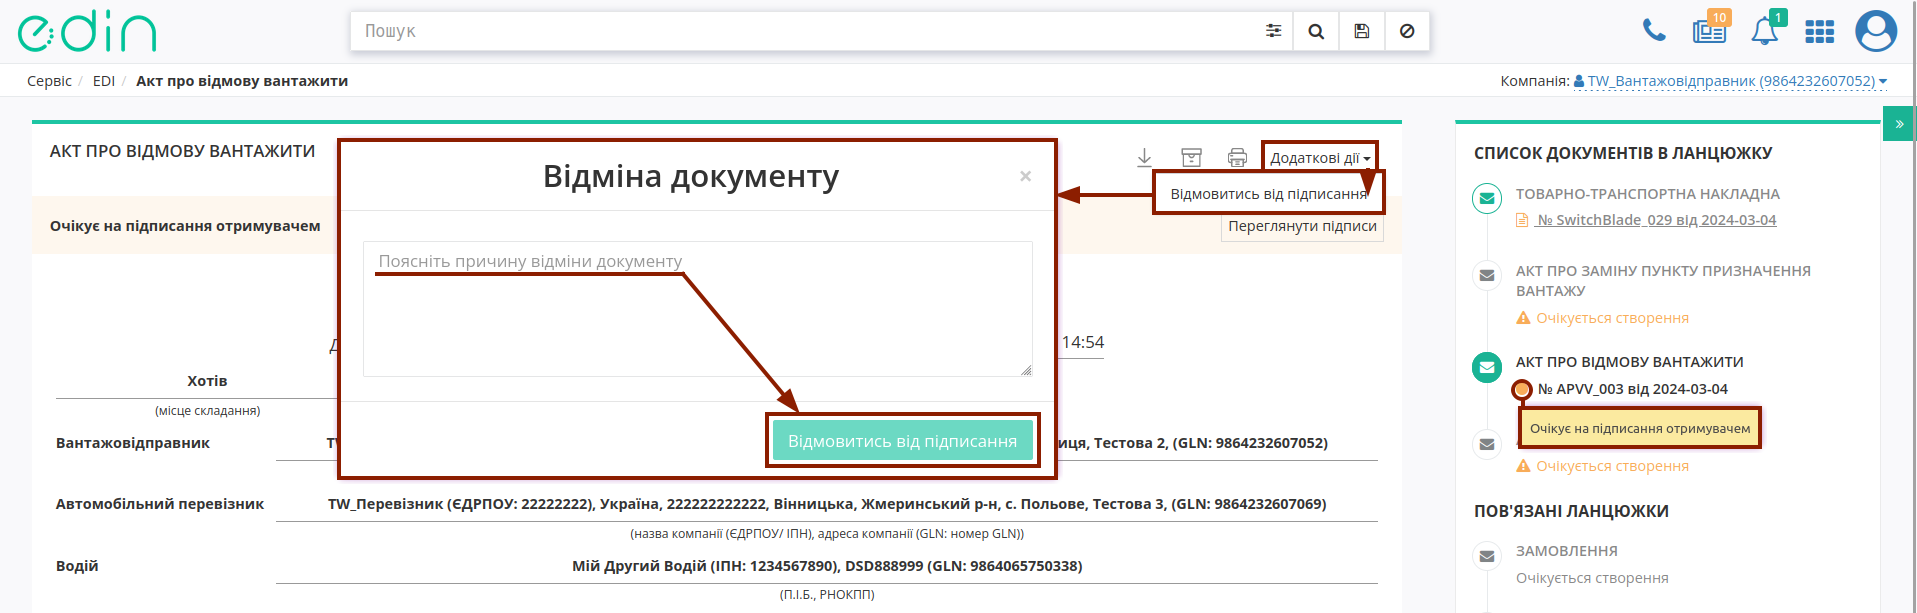 edin
Пошук
10
1
Сервіс / EDI / Акт про відмову вантажити
Компанія: TW_Вантажовідправник (9864232607052)
АКТ ПРО ВІДМОВУ ВАНТАЖИТИ
Додаткові дії
Відмовитись від підписання
Очікує на підписання отримувачем
Переглянути підписи
Відміна документу
×
Поясніть причину відміни документу
Відмовитись від підписання
14:54
Хотів
(місце складання)
Вантажовідправник
иця, Тестова 2, (GLN: 9864232607052)
Автомобільний перевізник
TW_Перевізник (ЄДРПОУ: 22222222), Україна, 222222222222, Вінницька, Жмеринський р-н, с. Польове, Тестова 3, (GLN: 9864232607069)
(назва компанії (ЄДРПОУ/ ІПН), адреса компанії (GLN: номер GLN))
Водій
Мій Другий Водій (ІПН: 1234567890), DSD888999 (GLN: 9864065750338)
(П.І.Б., РНОКПП)
»
СПИСОК ДОКУМЕНТІВ В ЛАНЦЮЖКУ
ТОВАРНО-ТРАНСПОРТНА НАКЛАДНА
№ SwitchBlade_029 від 2024-03-04
АКТ ПРО ЗАМІНУ ПУНКТУ ПРИЗНАЧЕННЯ
ВАНТАЖУ
Очікується створення
АКТ ПРО ВІДМОВУ ВАНТАЖИТИ
№ APVV_003 від 2024-03-04
Очікує на підписання отримувачем
Очікується створення
ПОВ'ЯЗАНІ ЛАНЦЮЖКИ
ЗАМОВЛЕННЯ
Очікується створення